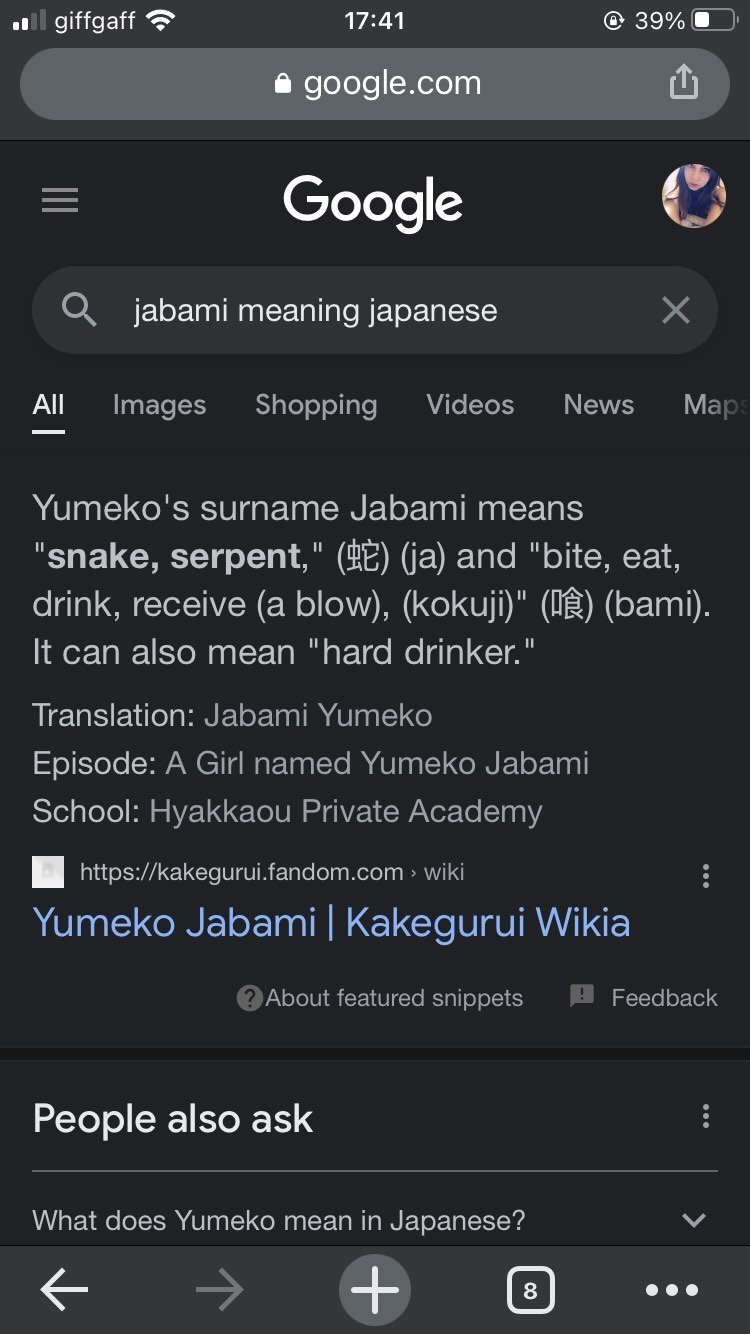 giffgaff 17:41 39%
google.com
Google
jabami meaning japanese
All Images Shopping Videos News Maps
Yumeko's surname Jabami means
"snake, serpent," (蛇) (ja) and "bite, eat,
drink, receive (a blow), (kokuji)" (喰) (bami).
It can also mean "hard drinker."
Translation: Jabami Yumeko
Episode: A Girl named Yumeko Jabami
School: Hyakkaou Private Academy
https://kakegurui.fandom.com › wiki
Yumeko Jabami | Kakegurui Wikia
About featured snippets Feedback
People also ask
What does Yumeko mean in Japanese?
8